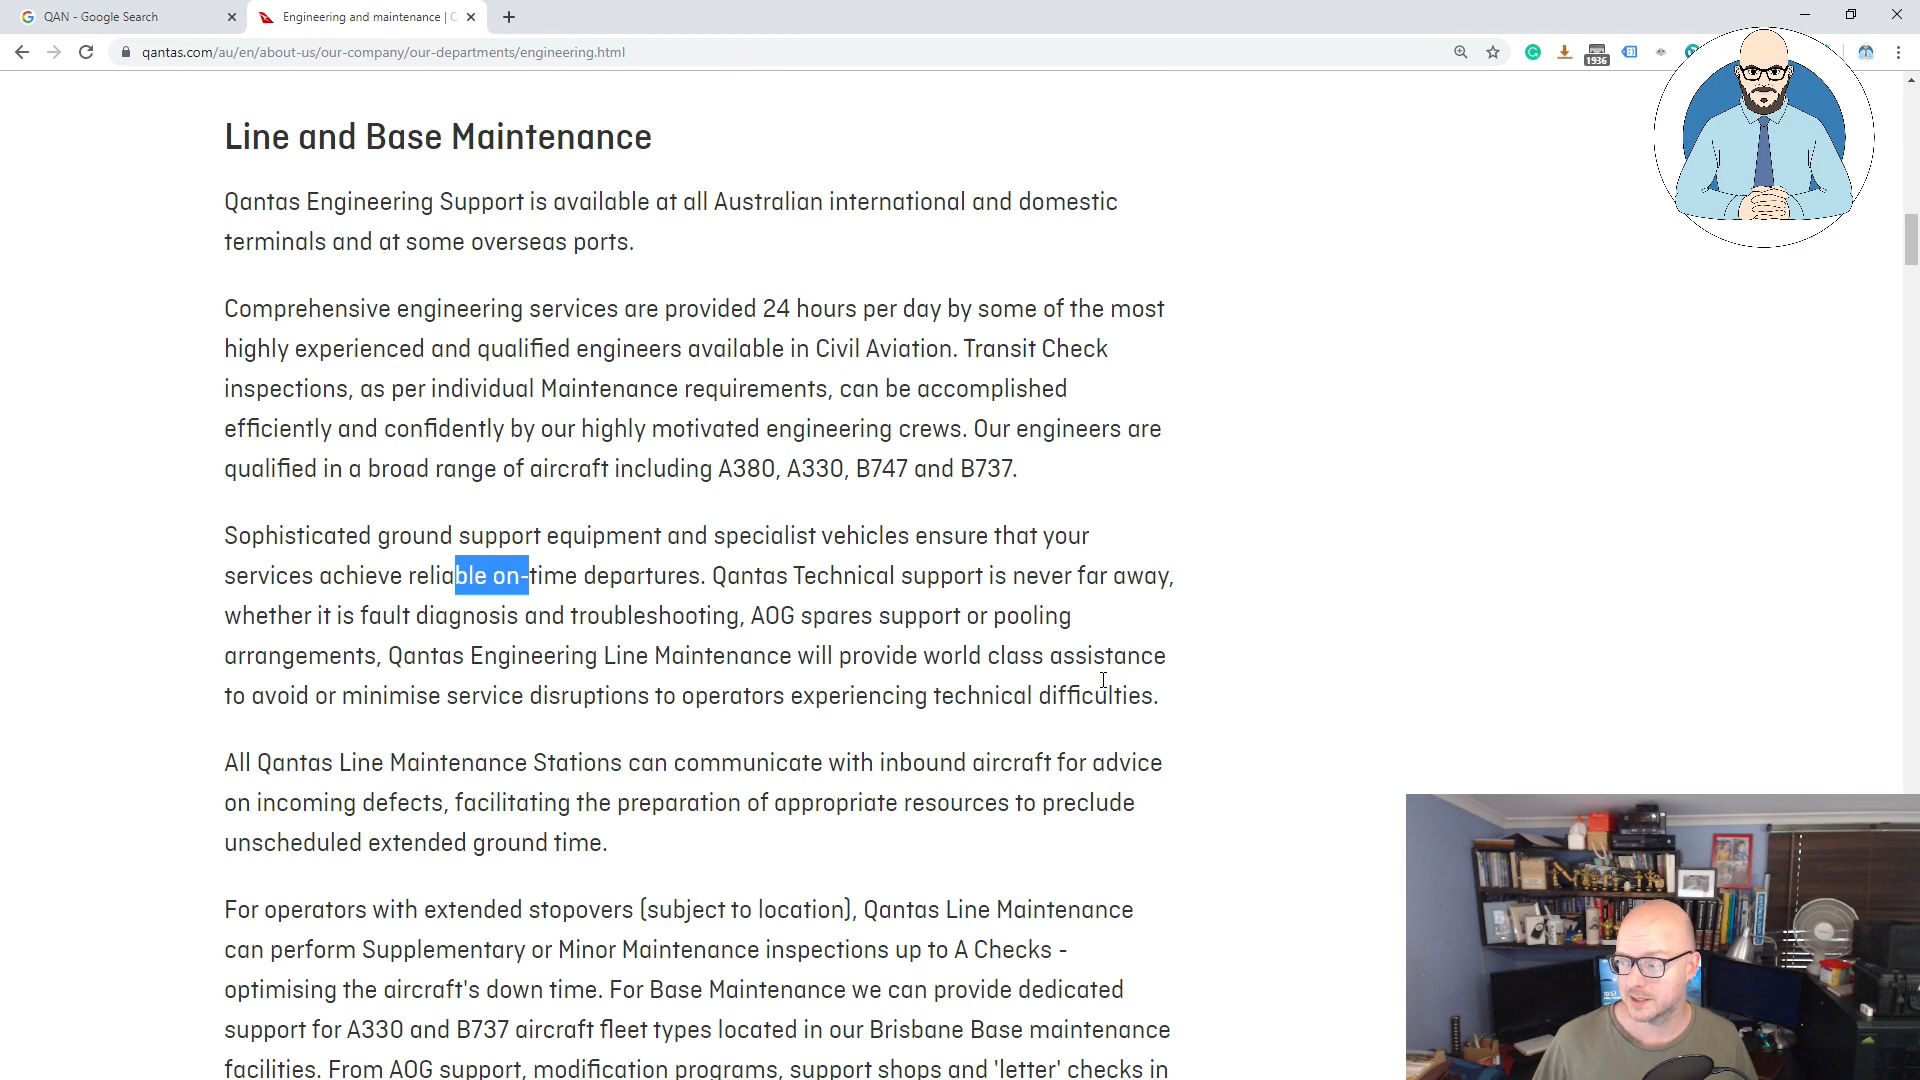 QAN - Google Search
Engineering and maintenance |
qantas.com/au/en/about-us/our-company/our-departments/engineering.html
1936
Line and Base Maintenance
Qantas Engineering Support is available at all Australian international and domestic
terminals and at some overseas ports.
Comprehensive engineering services are provided 24 hours per day by some of the most
highly experienced and qualified engineers available in Civil Aviation. Transit Check
inspections, as per individual Maintenance requirements, can be accomplished
efficiently and confidently by our highly motivated engineering crews. Our engineers are
qualified in a broad range of aircraft including A380, A330, B747 and B737.
Sophisticated ground support equipment and specialist vehicles ensure that your
services achieve reliable on-time departures. Qantas Technical support is never far away,
whether it is fault diagnosis and troubleshooting, AOG spares support or pooling
arrangements, Qantas Engineering Line Maintenance will provide world class assistance
to avoid or minimise service disruptions to operators experiencing technical difficulties.
All Qantas Line Maintenance Stations can communicate with inbound aircraft for advice
on incoming defects, facilitating the preparation of appropriate resources to preclude
unscheduled extended ground time.
For operators with extended stopovers (subject to location), Qantas Line Maintenance
can perform Supplementary or Minor Maintenance inspections up to A Checks -
optimising the aircraft's down time. For Base Maintenance we can provide dedicated
support for A330 and B737 aircraft fleet types located in our Brisbane Base maintenance
facilities. From AOG support, modification programs, support shops and 'letter' checks in